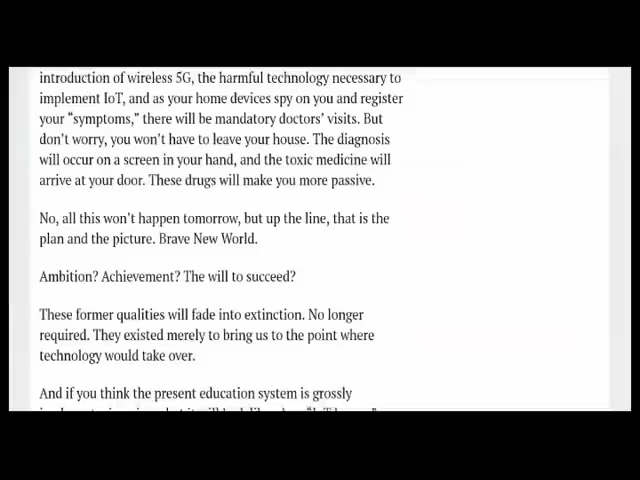 introduction of wireless 5G, the harmful technology necessary to
implement IoT, and as your home devices spy on you and register
your “symptoms,” there will be mandatory doctors’ visits. But
don’t worry, you won’t have to leave your house. The diagnosis
will occur on a screen in your hand, and the toxic medicine will
arrive at your door. These drugs will make you more passive.
No, all this won’t happen tomorrow, but up the line, that is the
plan and the picture. Brave New World.
Ambition? Achievement? The will to succeed?
These former qualities will fade into extinction. No longer
required. They existed merely to bring us to the point where
technology would take over.
And if you think the present education system is grossly